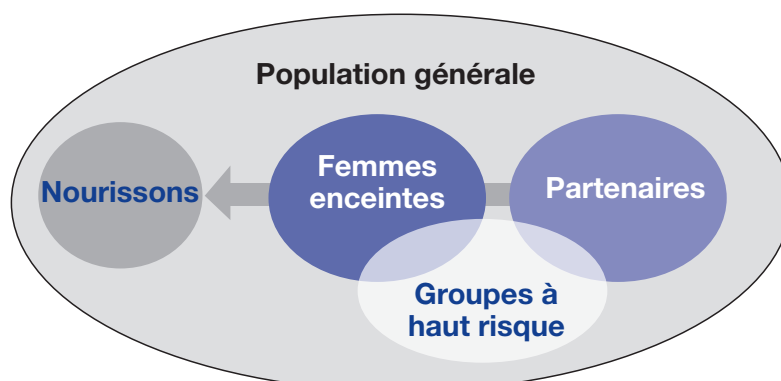 Population générale
Nourissons
Femmes
enceintes
Partenaires
Groupes à
haut risque